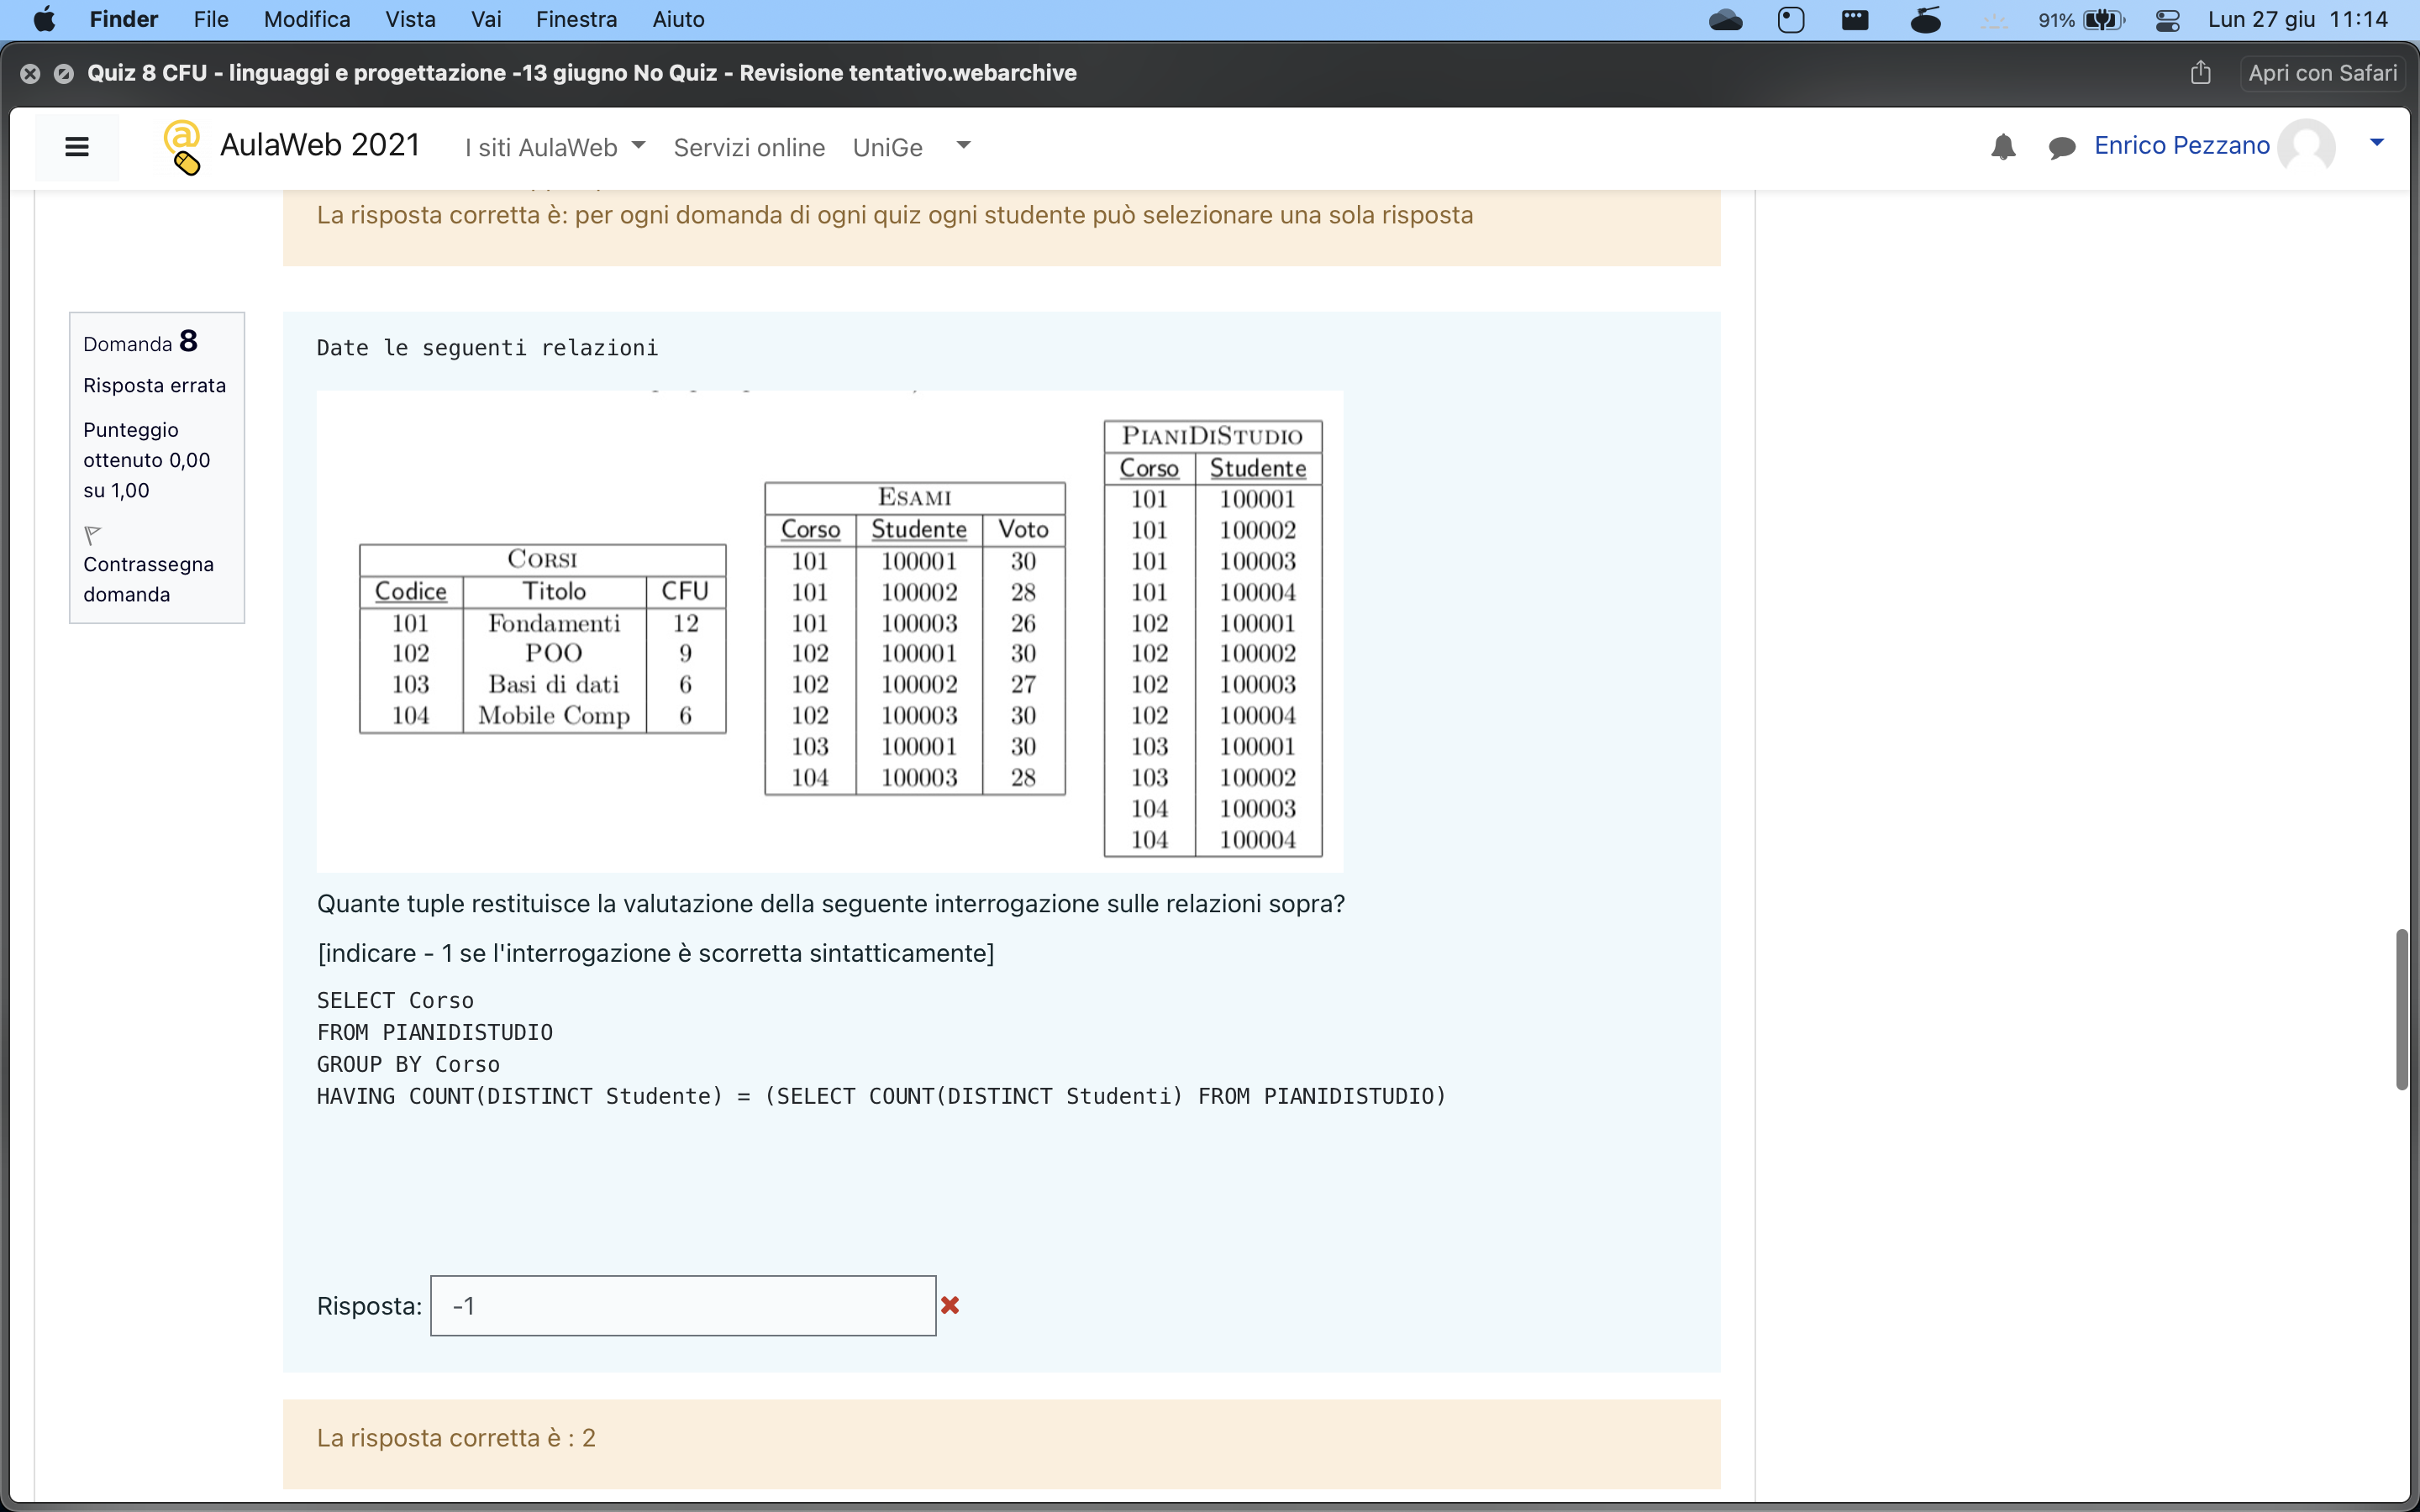 Finder File Modifica Vista Vai Finestra Aiuto 91% Lun 27 giu 11:14
Quiz 8 CFU - linguaggi e progettazione -13 giugno No Quiz - Revisione tentativo.webarchive Apri con Safari
AulaWeb 2021 I siti AulaWeb Servizi online UniGe Enrico Pezzano
La risposta corretta è: per ogni domanda di ogni quiz ogni studente può selezionare una sola risposta
Domanda 8
Risposta errata
Punteggio
ottenuto 0,00
su 1,00
Contrassegna
domanda
Date le seguenti relazioni
CORSI
Codice Titolo CFU
101 Fondamenti 12
102 POO 9
103 Basi di dati 6
104 Mobile Comp 6
ESAMI
Corso Studente Voto
101 100001 30
101 100002 28
101 100003 26
102 100001 30
102 100002 27
102 100003 30
103 100001 30
104 100003 28
PIANIDISTUDIO
Corso Studente
101 100001
101 100002
101 100003
101 100004
102 100001
102 100002
102 100003
102 100004
103 100001
103 100002
104 100003
104 100004
Quante tuple restituisce la valutazione della seguente interrogazione sulle relazioni sopra?
[indicare - 1 se l'interrogazione è scorretta sintatticamente]
SELECT Corso
FROM PIANIDISTUDIO
GROUP BY Corso
HAVING COUNT(DISTINCT Studente) = (SELECT COUNT(DISTINCT Studenti) FROM PIANIDISTUDIO)
Risposta: -1
La risposta corretta è : 2